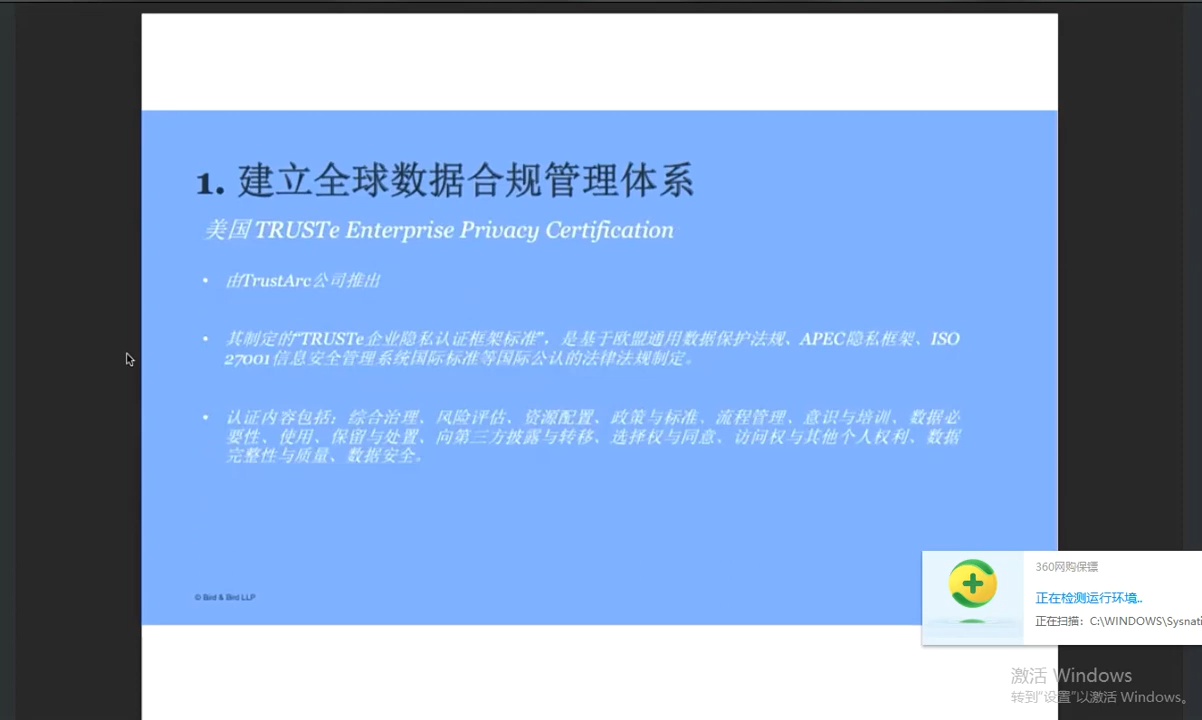 1. 建立全球数据合规管理体系
美国 TRUSTe Enterprise Privacy Certification
• 由TrustArc公司推出
• 其制定的“TRUSTe企业隐私认证框架标准”，是基于欧盟通用数据保护法规、APEC隐私框架、ISO
27001信息安全管理系统国际标准等国际公认的法律法规制定。
• 认证内容包括：综合治理、风险评估、资源配置、政策与标准、流程管理、意识与培训、数据必
要性、使用、保留与处置、向第三方披露与转移、选择权与同意、访问权与其他个人权利、数据
完整性与质量、数据安全。
© Bird & Bird LLP
360网购保镖
正在检测运行环境..
正在扫描：C:\WINDOWS\Sysnati
激活 Windows
转到“设置”以激活 Windows。